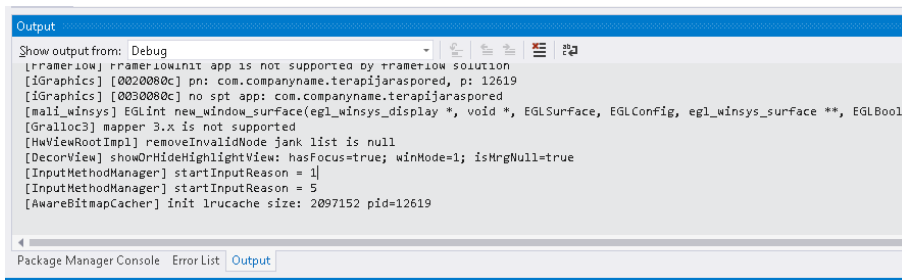 Output
Show output from: Debug
[FrameFlow] FrameFlowInit app is not supported by frameflow solution
[iGraphics] [0020080c] pn: com.companyname.terapijaraspored, p: 12619
[iGraphics] [0030080c] no spt app: com.companyname.terapijaraspored
[mali_winsys] EGLint new_window_surface(egl_winsys_display *, void *, EGLSurface, EGLConfig, egl_winsys_surface **, EGLBool
[Gralloc3] mapper 3.x is not supported
[HwViewRootImpl] removeInvalidNode jank list is null
[DecorView] showOrHideHighlightView: hasFocus=true; winMode=1; isMrgNull=true
[InputMethodManager] startInputReason = 1
[InputMethodManager] startInputReason = 5
[AwareBitmapCacher] init lrucache size: 2097152 pid=12619
Package Manager Console Error List Output